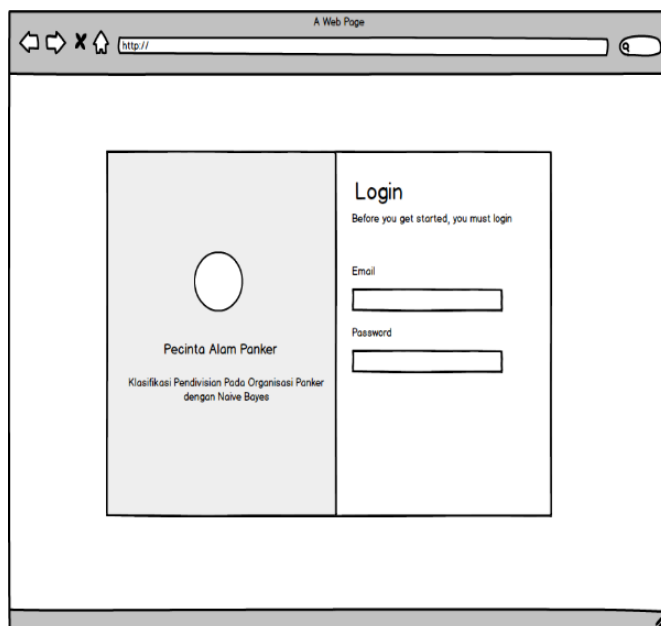 A Web Page
http://
Login
Before you get started, you must login
Email
Password
Pecinta Alam Panker
Klasifikasi Pendivisian Pada Organisasi Panker
dengan Naive Bayes